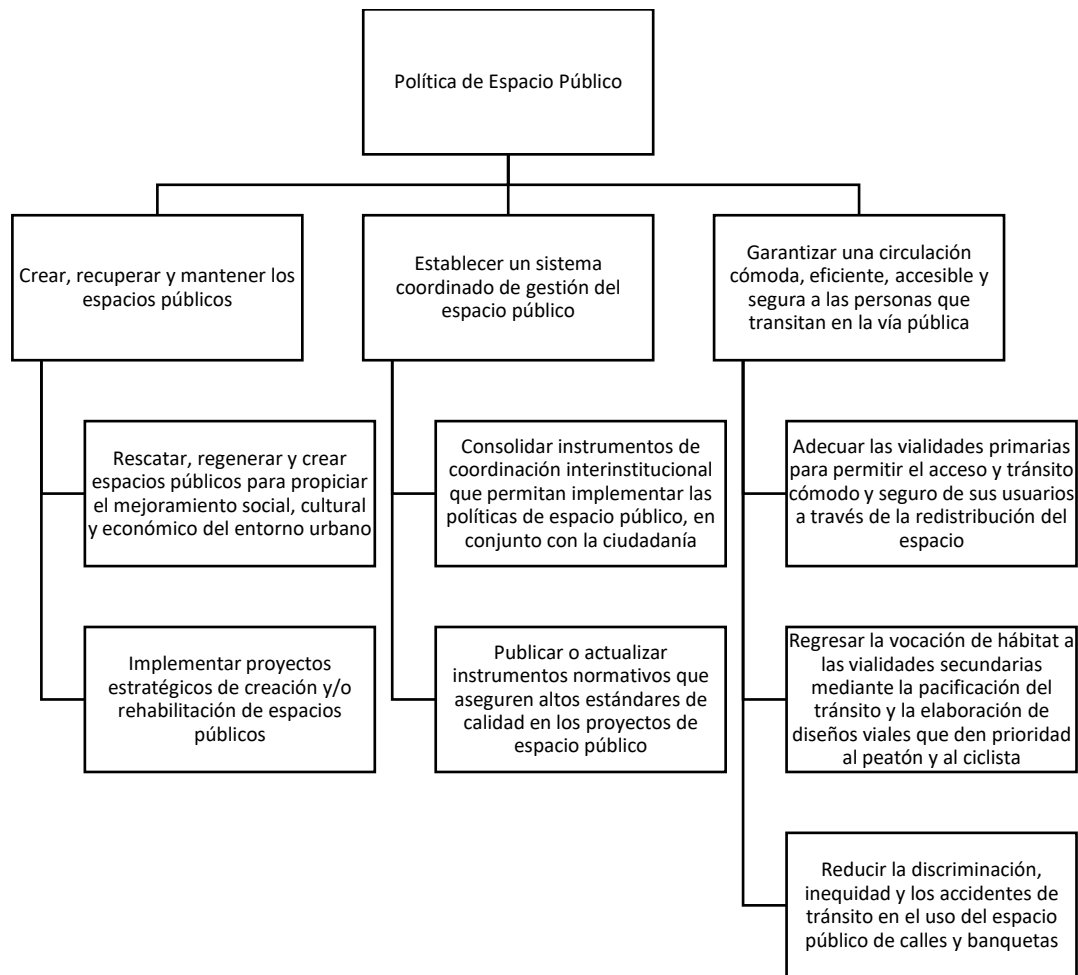 Política de Espacio Público
Crear, recuperar y mantener los
espacios públicos
Establecer un sistema
coordinado de gestión del
espacio público
Garantizar una circulación
cómoda, eficiente, accesible y
segura a las personas que
transitan en la vía pública
Rescatar, regenerar y crear
espacios públicos para propiciar
el mejoramiento social, cultural
y económico del entorno urbano
Implementar proyectos
estratégicos de creación y/o
rehabilitación de espacios
públicos
Consolidar instrumentos de
coordinación interinstitucional
que permitan implementar las
políticas de espacio público, en
conjunto con la ciudadanía
Publicar o actualizar
instrumentos normativos que
aseguren altos estándares de
calidad en los proyectos de
espacio público
Adecuar las vialidades primarias
para permitir el acceso y tránsito
cómodo y seguro de sus usuarios
a través de la redistribución del
espacio
Regresar la vocación de hábitat a
las vialidades secundarias
mediante la pacificación del
tránsito y la elaboración de
diseños viales que den prioridad
al peatón y al ciclista
Reducir la discriminación,
inequidad y los accidentes de
tránsito en el uso del espacio
público de calles y banquetas